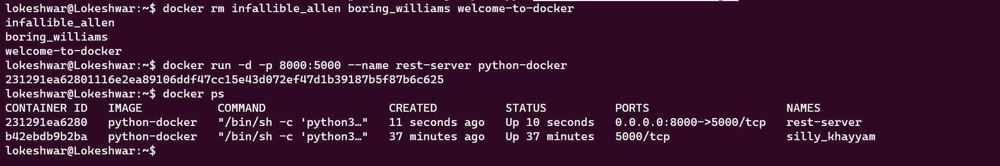 lokeshwar@Lokeshwar:~$ docker rm infallible_allen boring_williams welcome-to-docker
infallible_allen
boring_williams
welcome-to-docker
lokeshwar@Lokeshwar:~$ docker run -d -p 8000:5000 --name rest-server python-docker
231291ea62801116e2ea89106ddf47cc15e43d072ef47d1b39187b5f87b6c625
lokeshwar@Lokeshwar:~$ docker ps
CONTAINER ID   IMAGE           COMMAND                  CREATED          STATUS          PORTS                    NAMES
231291ea6280   python-docker   "/bin/sh -c 'python3…"   11 seconds ago   Up 10 seconds   0.0.0.0:8000->5000/tcp   rest-server
b42ebdb9b2ba   python-docker   "/bin/sh -c 'python3…"   37 minutes ago   Up 37 minutes   5000/tcp                 silly_khayyam
lokeshwar@Lokeshwar:~$